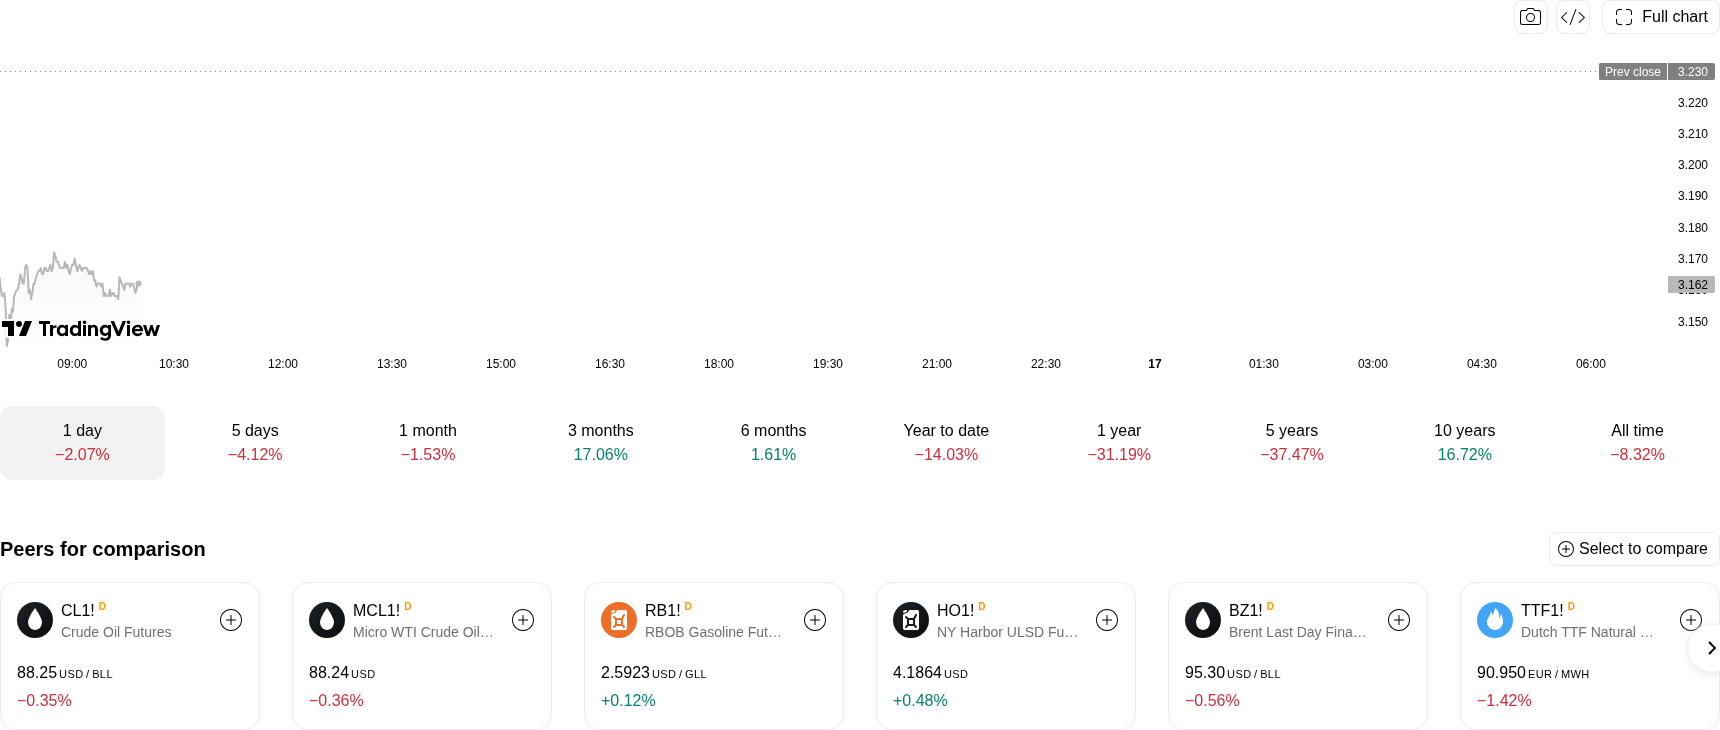 Full chart
Prev close 3.230
3.220
3.210
3.200
3.190
3.180
3.170
3.162
3.150
TradingView
09:00 10:30 12:00 13:30 15:00 16:30 18:00 19:30 21:00 22:30 17 01:30 03:00 04:30 06:00
1 day 5 days 1 month 3 months 6 months Year to date 1 year 5 years 10 years All time
−2.07% −4.12% −1.53% 17.06% 1.61% −14.03% −31.19% −37.47% 16.72% −8.32%
Peers for comparison Select to compare
CL1! D MCL1! D RB1! D HO1! D BZ1! D TTF1! D
Crude Oil Futures Micro WTI Crude Oil… RBOB Gasoline Fut… NY Harbor ULSD Fu… Brent Last Day Fina… Dutch TTF Natural …
88.25 USD / BLL 88.24 USD 2.5923 USD / GLL 4.1864 USD 95.30 USD / BLL 90.950 EUR / MWH
−0.35% −0.36% +0.12% +0.48% −0.56% −1.42%